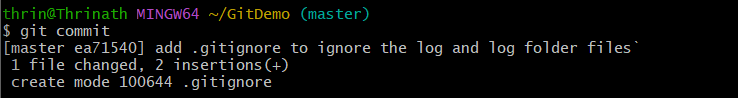 thrin@Thrinath MINGW64 ~/GitDemo (master)
$ git commit
[master ea71540] add .gitignore to ignore the log and log folder files`
 1 file changed, 2 insertions(+)
 create mode 100644 .gitignore